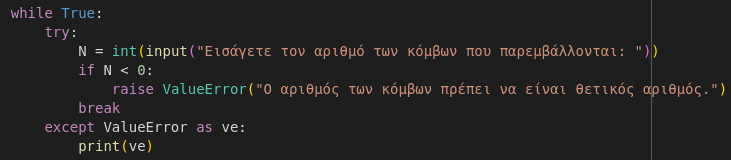 while True:
    try:
        N = int(input("Εισάγετε τον αριθμό των κόμβων που παρεμβάλλονται: "))
        if N < 0:
            raise ValueError("Ο αριθμός των κόμβων πρέπει να είναι θετικός αριθμός.")
        break
    except ValueError as ve:
        print(ve)